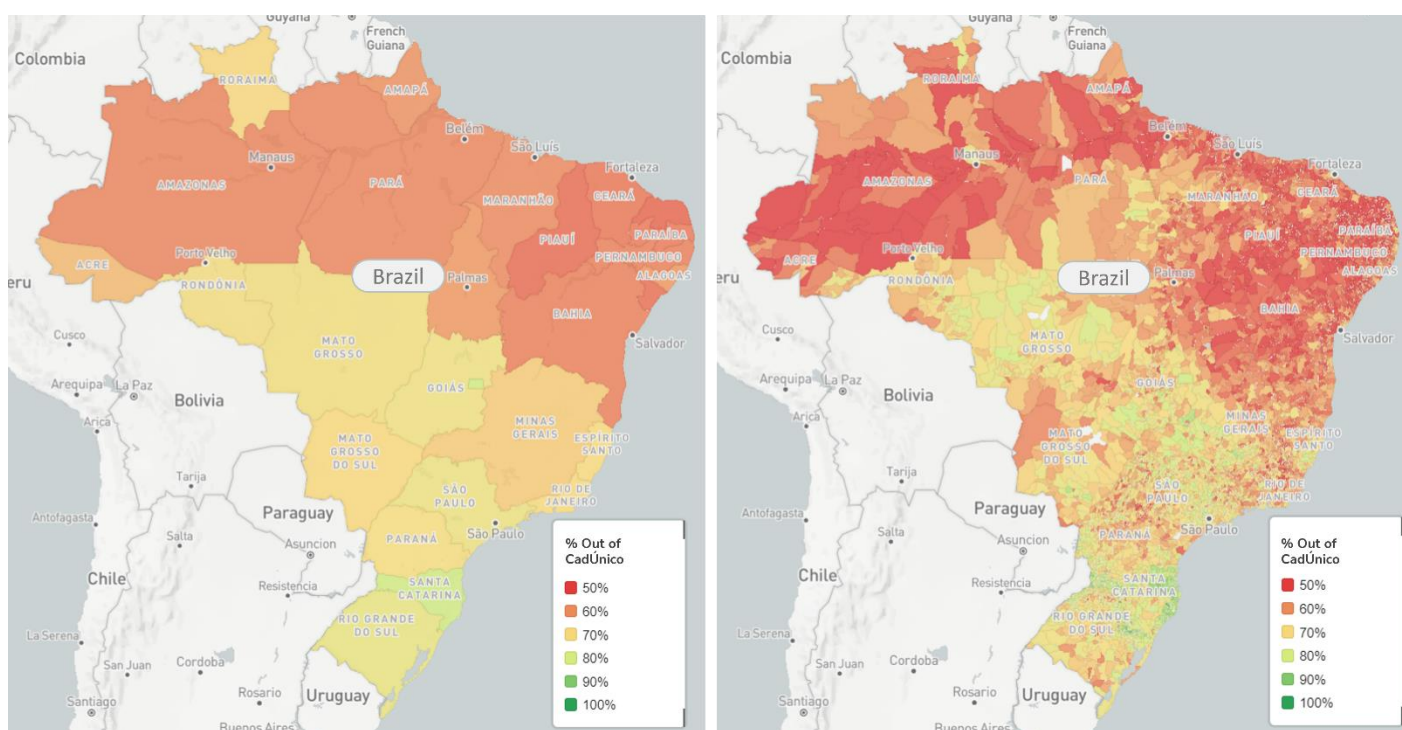 Guyana
French
Guiana
Colombia
RORAIMA
AMAPÁ
Belém
São Luís
Fortaleza
Manaus
AMAZONAS
PARÁ
MARANHÃO
CEARÁ
PIAUÍ
PARAÍBA
PERNAMBUCO
ALAGOAS
Porto Velho
ACRE
RONDÔNIA
Brazil
Palmas
eru
BAHIA
Salvador
Cusco
MATO
GROSSO
GOIÁS
Arequipa
La Paz
Bolivia
Arica
MINAS
GERAIS
ESPÍRITO
SANTO
MATO
GROSSO
DO SUL
Tarija
SÃO
PAULO
RIO DE
JANEIRO
Paraguay
Antofagasta
Salta
Asuncion
PARANÁ
São Paulo
Chile
Resistencia
SANTA
CATARINA
RIO GRANDE
DO SUL
La Serena
San Juan
Cordoba
Rosario
Uruguay
Santiago
Buenos Aires
% Out of
CadÚnico
50%
60%
70%
80%
90%
100%
Guyana
French
Guiana
Colombia
RORAIMA
AMAPÁ
Belém
São Luís
Fortaleza
Manaus
AMAZONAS
PARÁ
MARANHÃO
CEARÁ
PIAUÍ
PARAÍBA
PERNAMBUCO
ALAGOAS
Porto Velho
ACRE
RONDÔNIA
Brazil
Palmas
eru
BAHIA
Salvador
Cusco
MATO
GROSSO
GOIÁS
Arequipa
La Paz
Bolivia
Arica
MINAS
GERAIS
ESPÍRITO
SANTO
MATO
GROSSO
DO SUL
Tarija
SÃO
PAULO
RIO DE
JANEIRO
Paraguay
Antofagasta
Salta
Asuncion
PARANÁ
São Paulo
Chile
Resistencia
SANTA
CATARINA
RIO GRANDE
DO SUL
La Serena
San Juan
Cordoba
Rosario
Uruguay
Santiago
Buenos Aires
% Out of
CadÚnico
50%
60%
70%
80%
90%
100%